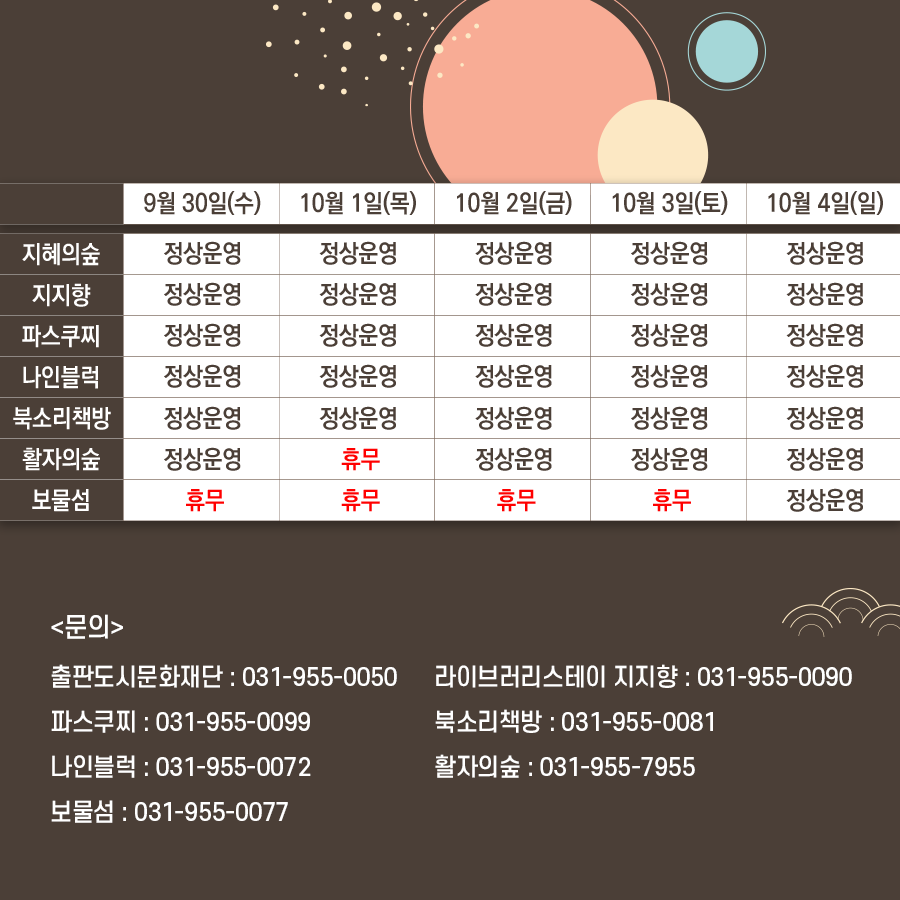 9월 30일(수) 10월 1일(목) 10월 2일(금) 10월 3일(토) 10월 4일(일)
지혜의숲 정상운영 정상운영 정상운영 정상운영 정상운영
지지향 정상운영 정상운영 정상운영 정상운영 정상운영
파스쿠찌 정상운영 정상운영 정상운영 정상운영 정상운영
나인블럭 정상운영 정상운영 정상운영 정상운영 정상운영
북소리책방 정상운영 정상운영 정상운영 정상운영 정상운영
활자의숲 정상운영 휴무 정상운영 정상운영 정상운영
보물섬 휴무 휴무 휴무 휴무 정상운영
<문의>
출판도시문화재단 : 031-955-0050 라이브러리스테이 지지향 : 031-955-0090
파스쿠찌 : 031-955-0099 북소리책방 : 031-955-0081
나인블럭 : 031-955-0072 활자의숲 : 031-955-7955
보물섬 : 031-955-0077